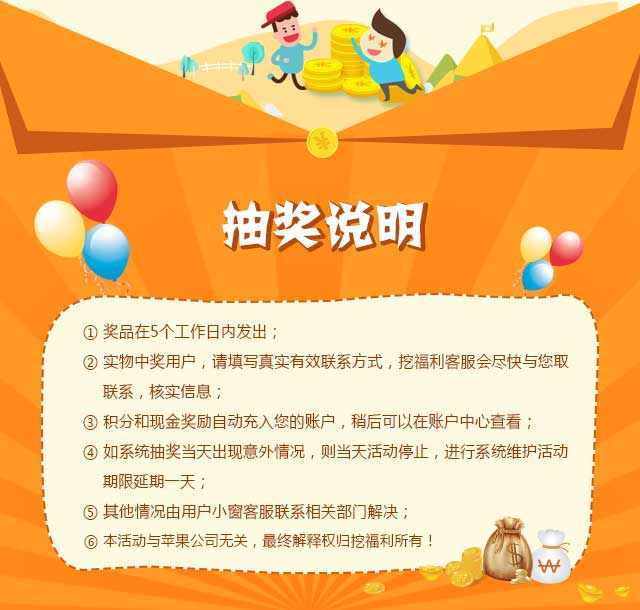 抽奖说明
① 奖品在5个工作日内发出；
② 实物中奖用户，请填写真实有效联系方式，挖福利客服会尽快与您取
联系，核实信息；
③ 积分和现金奖励自动充入您的账户，稍后可以在账户中心查看；
④ 如系统抽奖当天出现意外情况，则当天活动停止，进行系统维护活动
期限延期一天；
⑤ 其他情况由用户小窗客服联系相关部门解决；
⑥ 本活动与苹果公司无关，最终解释权归挖福利所有！